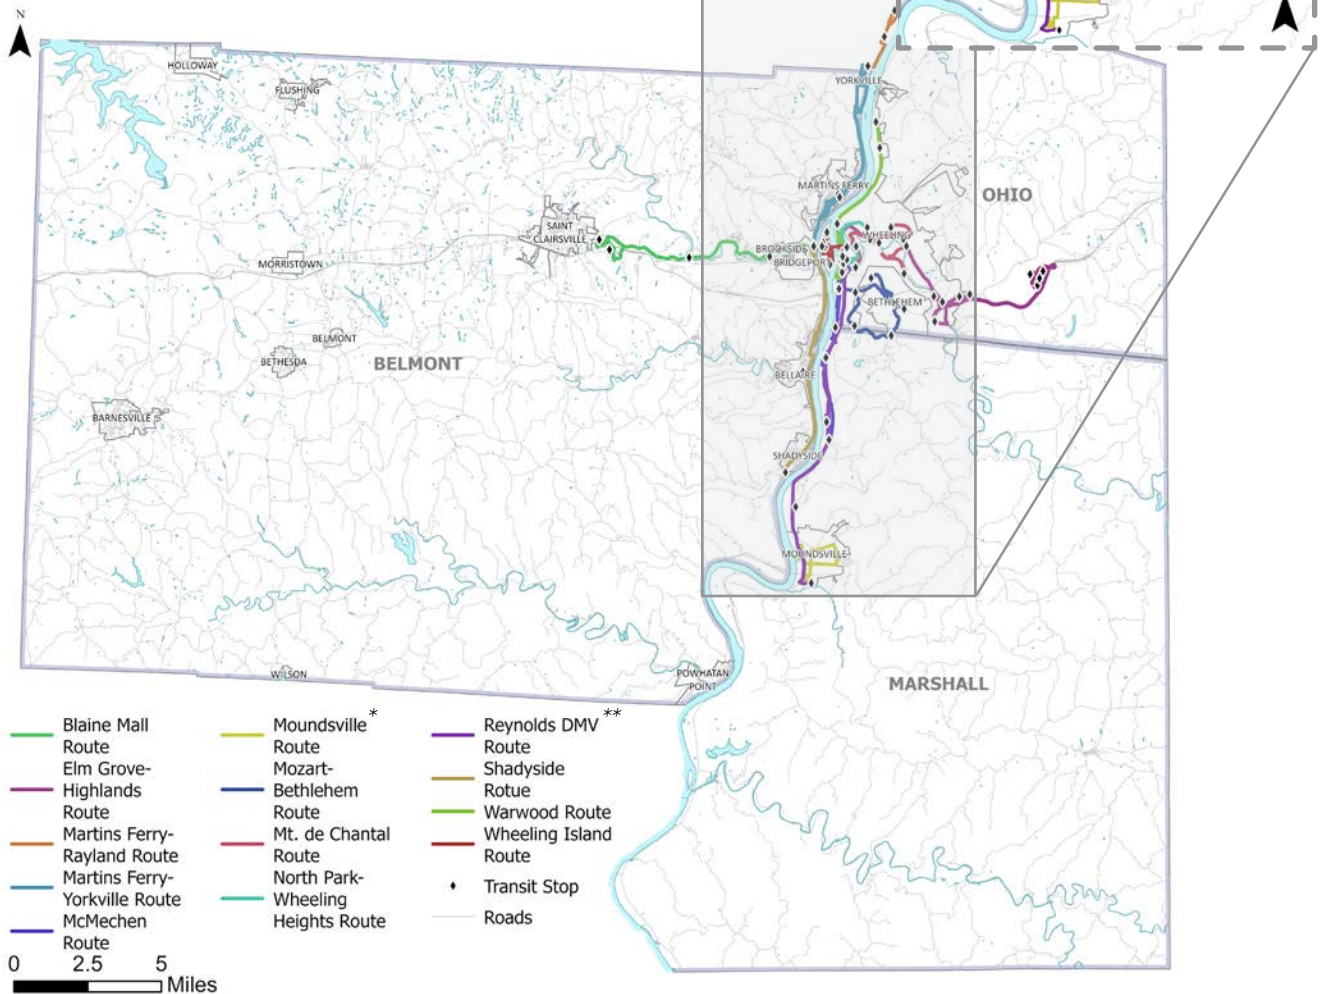 N
HOLLOWAY
FLUSHING
YORKVILLE
MARTINS FERRY
OHIO
SAINT
CLAIRSVILLE
WHEELING
BROOKSIDE
BRIDGEPORT
MORRISTOWN
BETHLEHEM
BELMONT
BETHESDA
BELMONT
BELLAIRE
BARNESVILLE
SHADYSIDE
MOUNDSVILLE
WILSON
POWHATAN
POINT
MARSHALL
Blaine Mall
Route
Elm Grove-
Highlands
Route
Martins Ferry-
Rayland Route
Martins Ferry-
Yorkville Route
McMechen
Route
Moundsville *
Route
Mozart-
Bethlehem
Route
Mt. de Chantal
Route
North Park-
Wheeling
Heights Route
Reynolds DMV **
Route
Shadyside
Rotue
Warwood Route
Wheeling Island
Route
Transit Stop
Roads
0 2.5 5
Miles